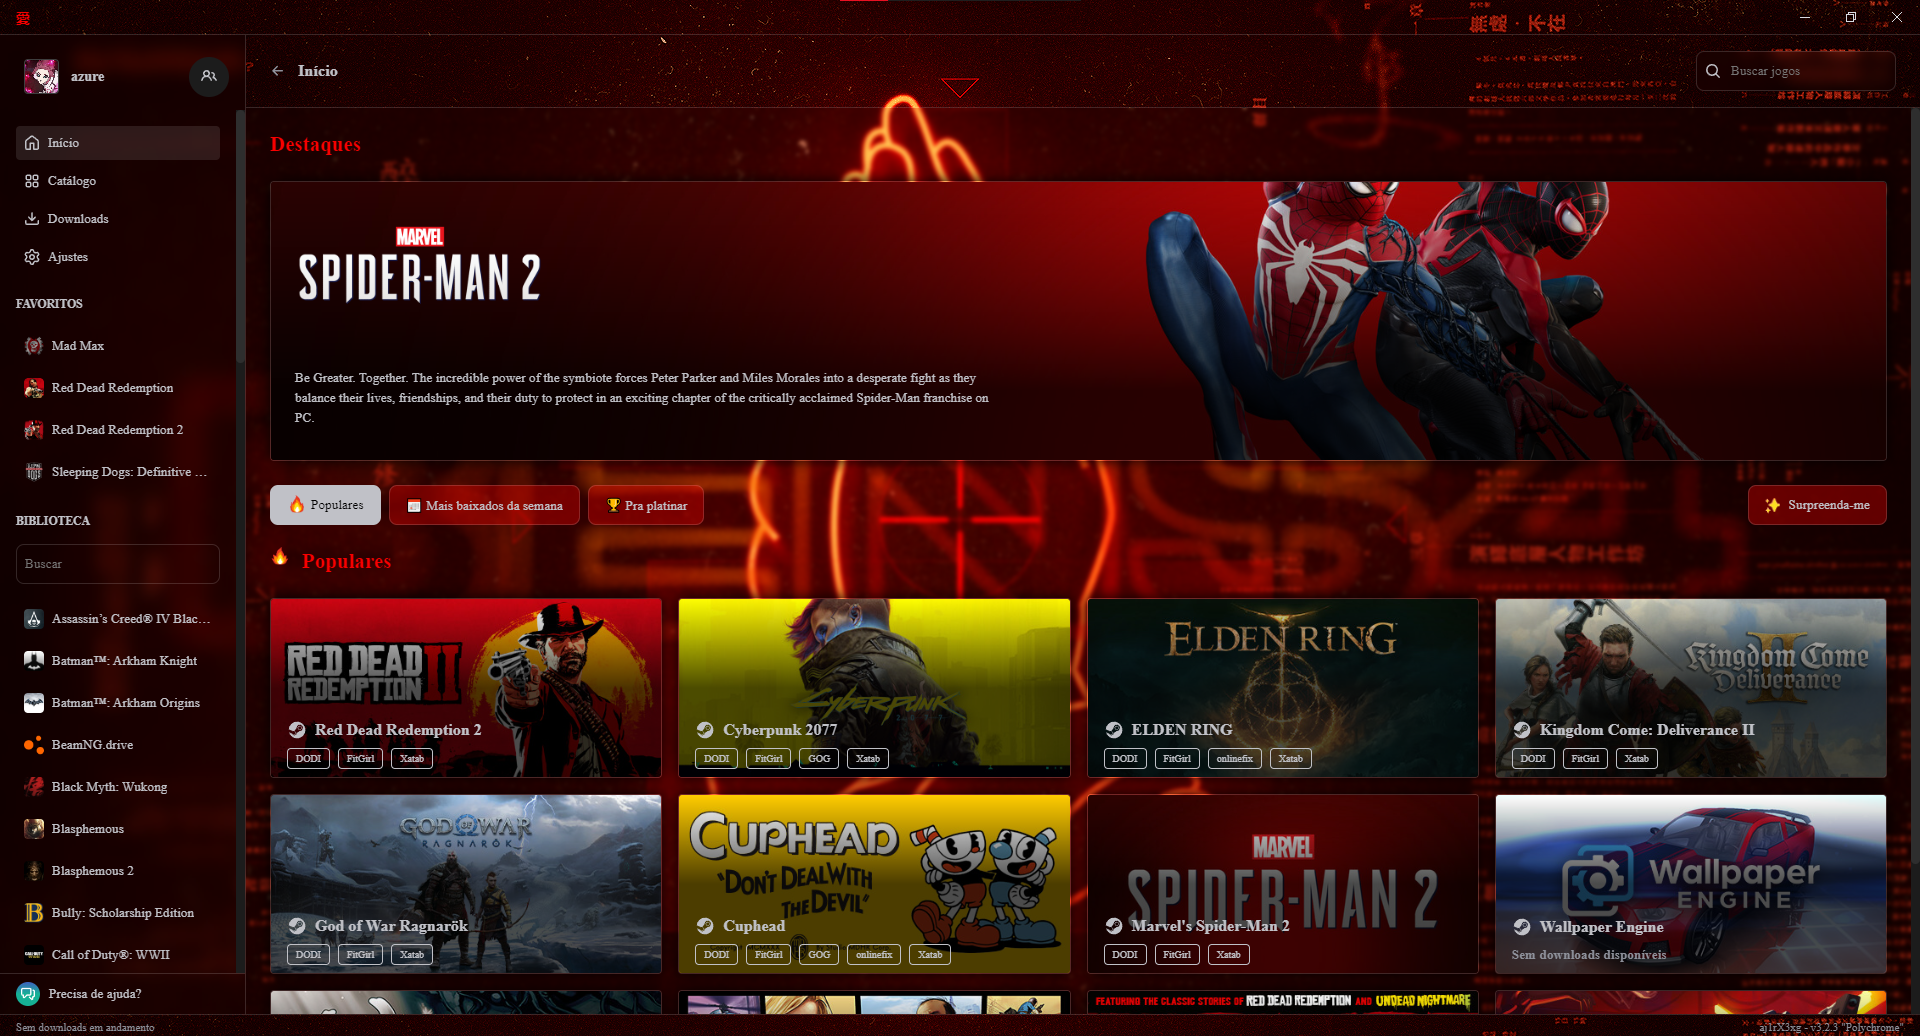 azure
Início
Buscar jogos
Início
Catálogo
Downloads
Ajustes
FAVORITOS
Mad Max
Red Dead Redemption
Red Dead Redemption 2
Sleeping Dogs: Definitive ...
BIBLIOTECA
Buscar
Assassin's Creed® IV Blac...
Batman™: Arkham Knight
Batman™: Arkham Origins
BeamNG.drive
Black Myth: Wukong
Blasphemous
Blasphemous 2
Bully: Scholarship Edition
Call of Duty®: WWII
Precisa de ajuda?
Sem downloads em andamento
Destaques
MARVEL
SPIDER-MAN 2
Be Greater. Together. The incredible power of the symbiote forces Peter Parker and Miles Morales into a desperate fight as they
balance their lives, friendships, and their duty to protect in an exciting chapter of the critically acclaimed Spider-Man franchise on
PC.
Populares
Mais baixados da semana
Pra platinar
Surpreenda-me
Populares
RED DEAD
REDEMPTION II
Red Dead Redemption 2
DODI FitGirl Xatab
Cyberpunk
Cyberpunk 2077
DODI FitGirl GOG Xatab
ELDEN RING
ELDEN RING
DODI FitGirl onlinefix Xatab
Kingdom Come
Deliverance
II
Kingdom Come: Deliverance II
DODI FitGirl Xatab
GOD OF WAR
RAGNARÖK
God of War Ragnarök
DODI FitGirl Xatab
CUPHEAD
"DON'T DEAL WITH
THE DEVIL"
Cuphead
DODI FitGirl GOG onlinefix Xatab
MARVEL
SPIDER-MAN 2
Marvel's Spider-Man 2
DODI FitGirl Xatab
Wallpaper
ENGINE
Wallpaper Engine
Sem downloads disponíveis
FEATURING THE CLASSIC STORIES OF RED DEAD REDEMPTION AND UNDEAD NIGHTMARE
aj1rX3xg - v3.2.3 "Polychrome"